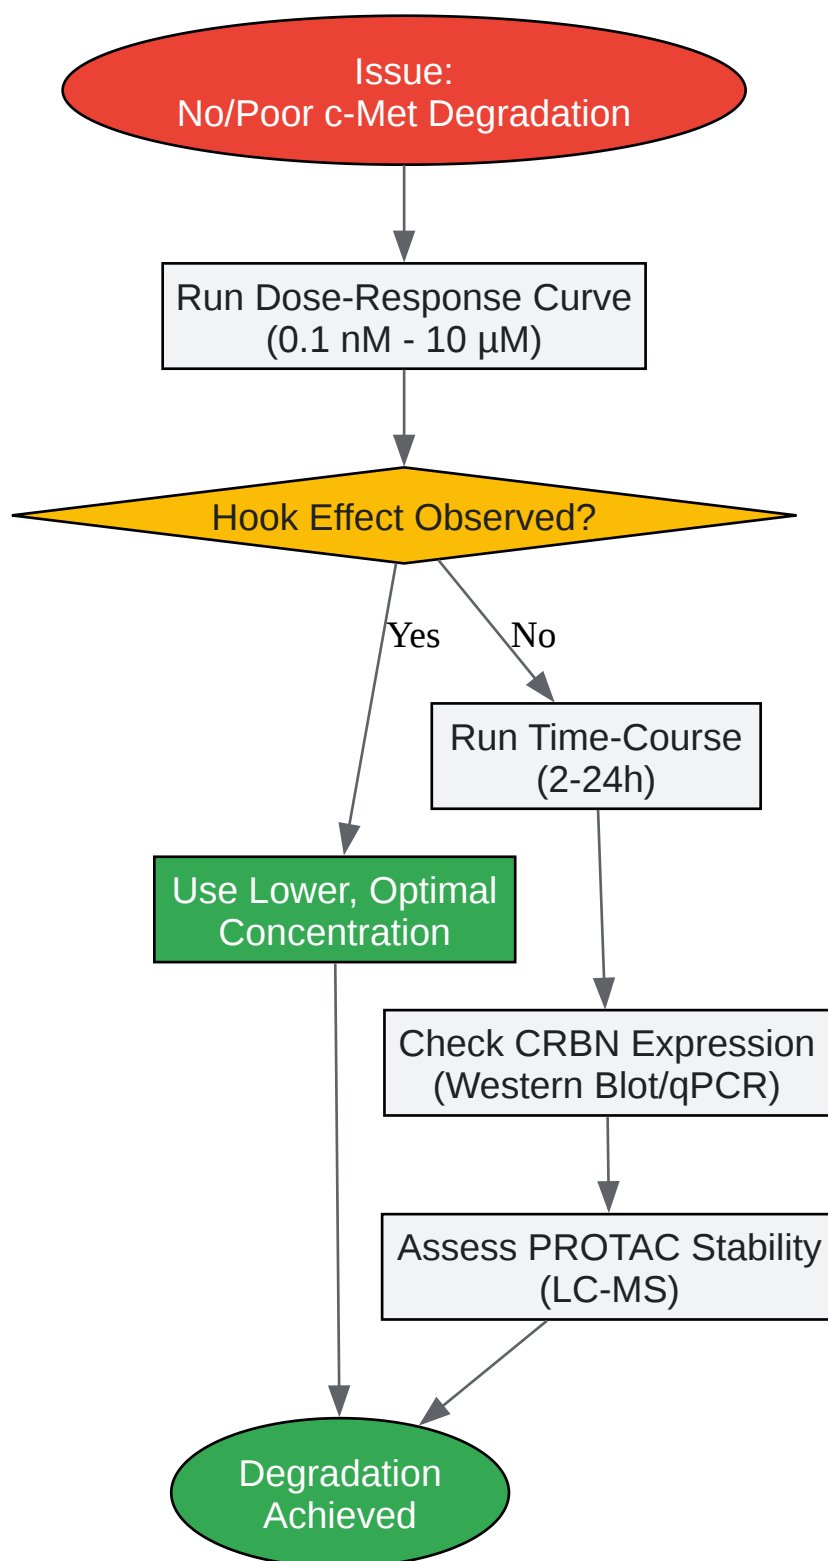 Issue:
No/Poor c-Met Degradation
Run Dose-Response Curve
(0.1 nM - 10 µM)
Hook Effect Observed?
Yes
No
Run Time-Course
(2-24h)
Use Lower, Optimal
Concentration
Check CRBN Expression
(Western Blot/qPCR)
Assess PROTAC Stability
(LC-MS)
Degradation
Achieved